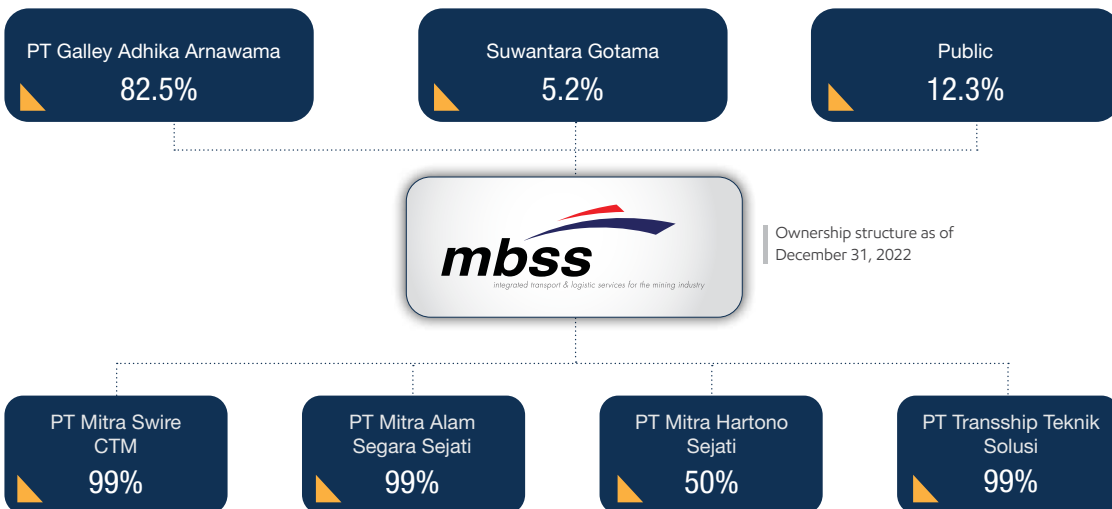 PT Galley Adhika Arnawama
82.5%
Suwantara Gotama
5.2%
Public
12.3%
mbss
integrated transport & logistic services for the mining industry
Ownership structure as of
December 31, 2022
PT Mitra Swire
CTM
99%
PT Mitra Alam
Segara Sejati
99%
PT Mitra Hartono
Sejati
50%
PT Transship Teknik
Solusi
99%